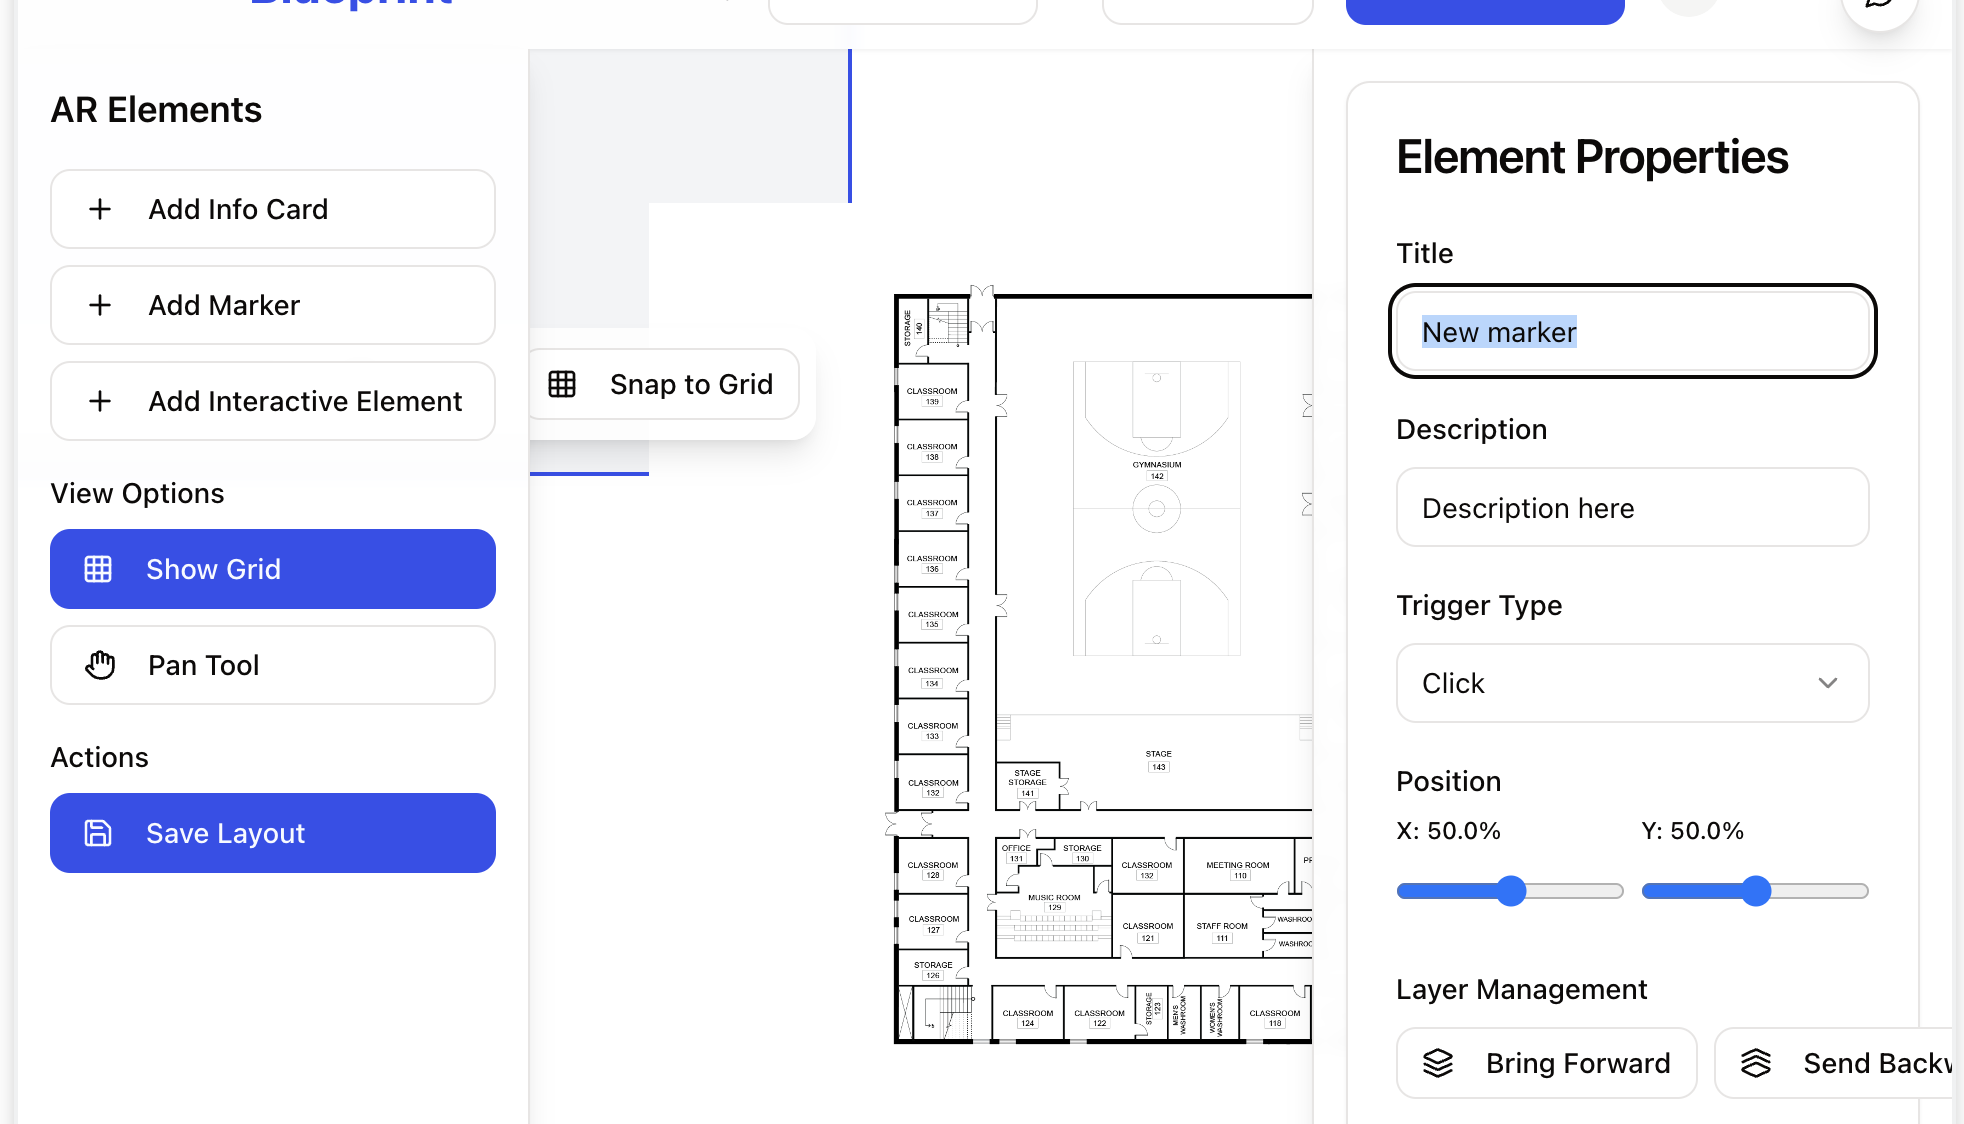 Blueprint
AR Elements
Add Info Card
Add Marker
Add Interactive Element
View Options
Show Grid
Pan Tool
Actions
Save Layout
Snap to Grid
STORAGE
140
CLASSROOM
139
CLASSROOM
138
CLASSROOM
137
CLASSROOM
136
CLASSROOM
135
CLASSROOM
134
CLASSROOM
133
CLASSROOM
132
GYMNASIUM
142
STAGE
143
STAGE
STORAGE
141
CLASSROOM
128
CLASSROOM
127
STORAGE
126
OFFICE
131
STORAGE
130
MUSIC ROOM
129
CLASSROOM
132
MEETING ROOM
110
PR
CLASSROOM
121
STAFF ROOM
111
WASHROO
WASHROO
CLASSROOM
124
CLASSROOM
122
STORAGE
123
MEN'S
WASHROOM
WOMEN'S
WASHROOM
CLASSROOM
118
Element Properties
Title
New marker
Description
Description here
Trigger Type
Click
Position
X: 50.0%
Y: 50.0%
Layer Management
Bring Forward
Send Backw